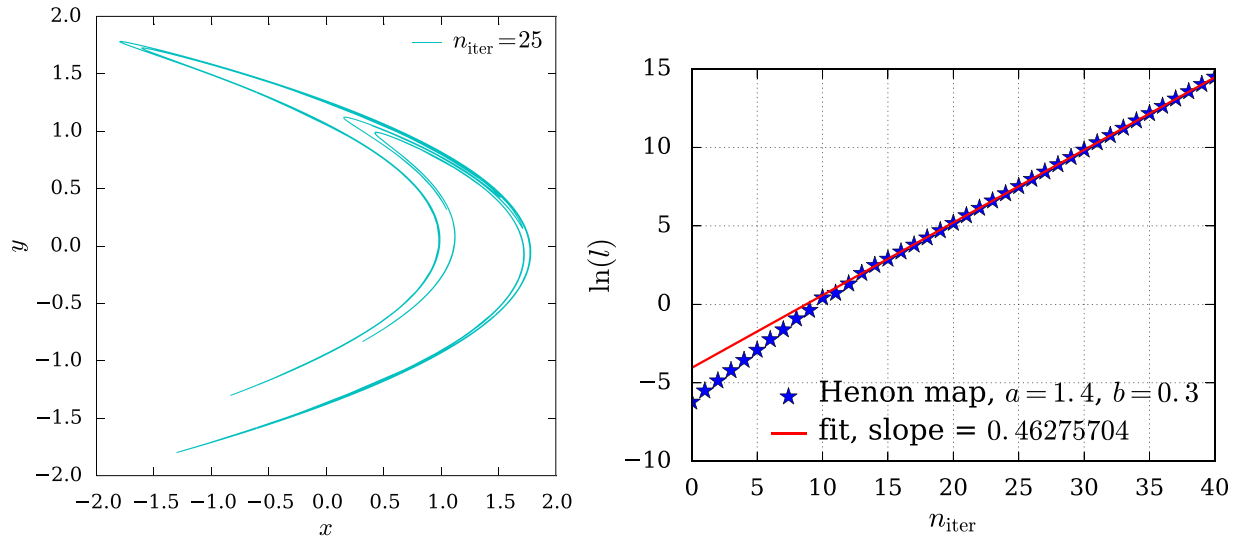 2.0
1.5
1.0
0.5
0.0
−0.5
−1.0
−1.5
−2.0
y
−2.0 −1.5 −1.0 −0.5 0.0 0.5 1.0 1.5 2.0
x
n_iter = 25
15
10
5
0
−5
−10
ln(l)
0 5 10 15 20 25 30 35 40
n_iter
Henon map, a = 1.4, b = 0.3
fit, slope = 0.46275704